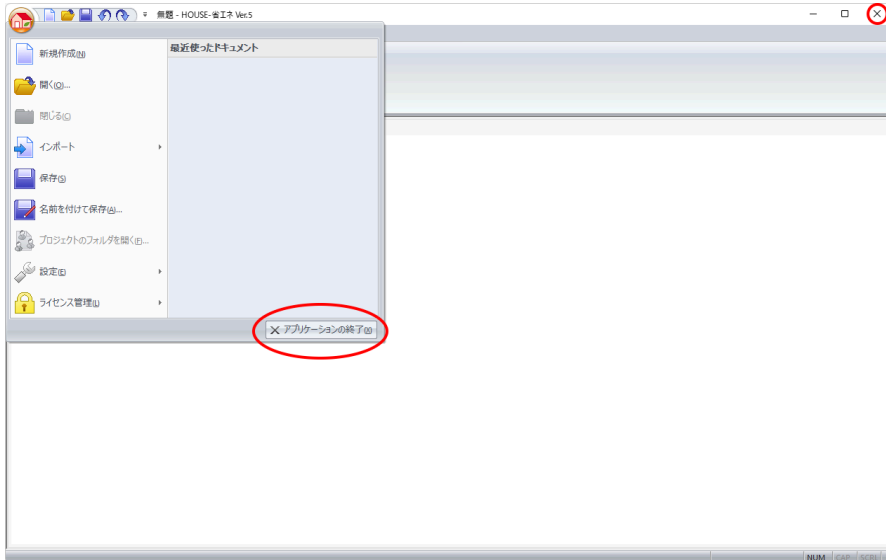 無題 - HOUSE-省エネ Ver.5
新規作成(N)
最近使ったドキュメント
開く(O)...
閉じる(C)
インポート
保存(S)
名前を付けて保存(A)...
プロジェクトのフォルダを開く(F)...
設定(E)
ライセンス管理(L)
アプリケーションの終了(X)
NUM CAP SCRL